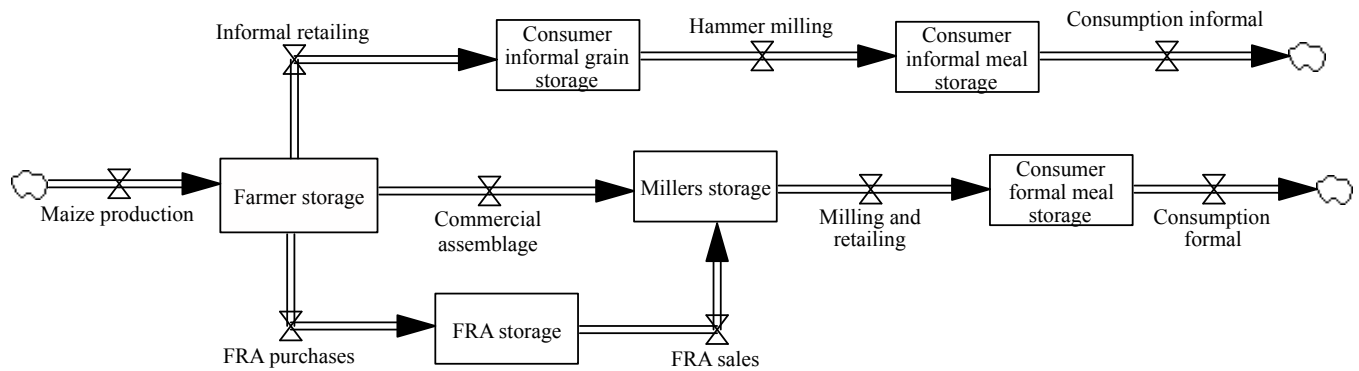 Informal retailing
Consumer
informal grain
storage
Hammer milling
Consumer
informal meal
storage
Consumption informal
Maize production
Farmer storage
Commercial
assemblage
Millers storage
Milling and
retailing
Consumer
formal meal
storage
Consumption
formal
FRA purchases
FRA storage
FRA sales